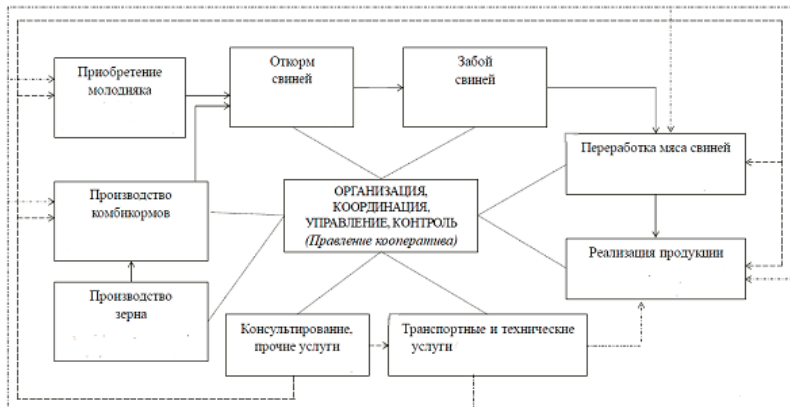 Приобретение
молодняка
Откорм
свиней
Забой
свиней
Переработка мяса свиней
Производство
комбикормов
ОРГАНИЗАЦИЯ,
КООРДИНАЦИЯ,
УПРАВЛЕНИЕ, КОНТРОЛЬ
(Правление кооператива)
Реализация продукции
Производство
зерна
Консультирование,
прочие услуги
Транспортные и технические
услуги